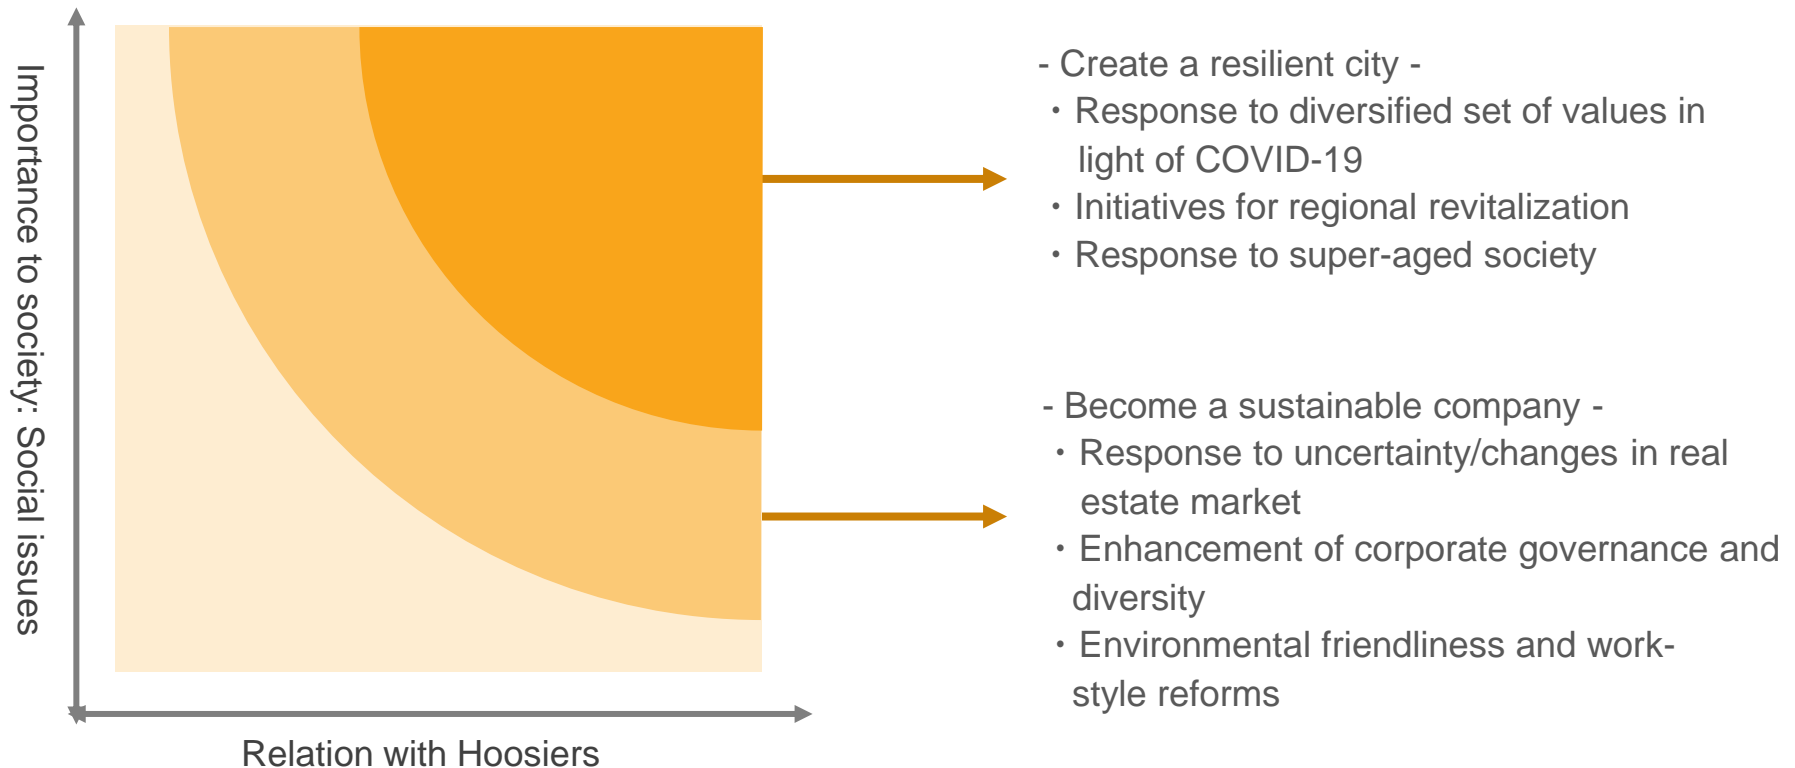 Importance to society: Social issues
- Create a resilient city -
・Response to diversified set of values in
light of COVID-19
・Initiatives for regional revitalization
・Response to super-aged society
- Become a sustainable company -
・Response to uncertainty/changes in real
estate market
・Enhancement of corporate governance and
diversity
・Environmental friendliness and work-
style reforms
Relation with Hoosiers